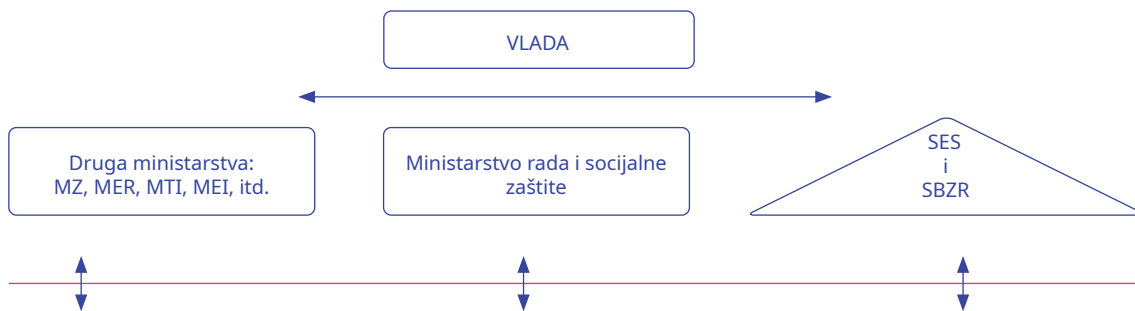 VLADA
Druga ministarstva:
MZ, MER, MTI, MEI, itd.
Ministarstvo rada i socijalne
zaštite
SES
i
SBZR